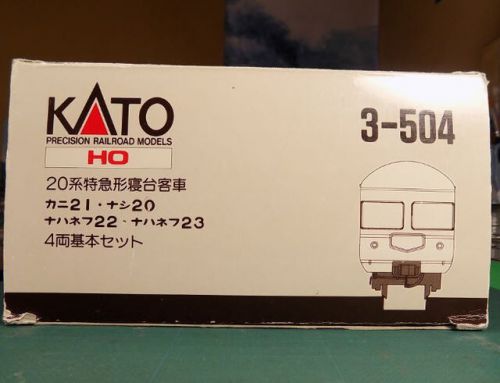 KATO
PRECISION RAILROAD MODELS
HO
3-504
20系特急形寝台客車
カニ21・ナシ20
ナハネフ22・ナハネフ23
4両基本セット